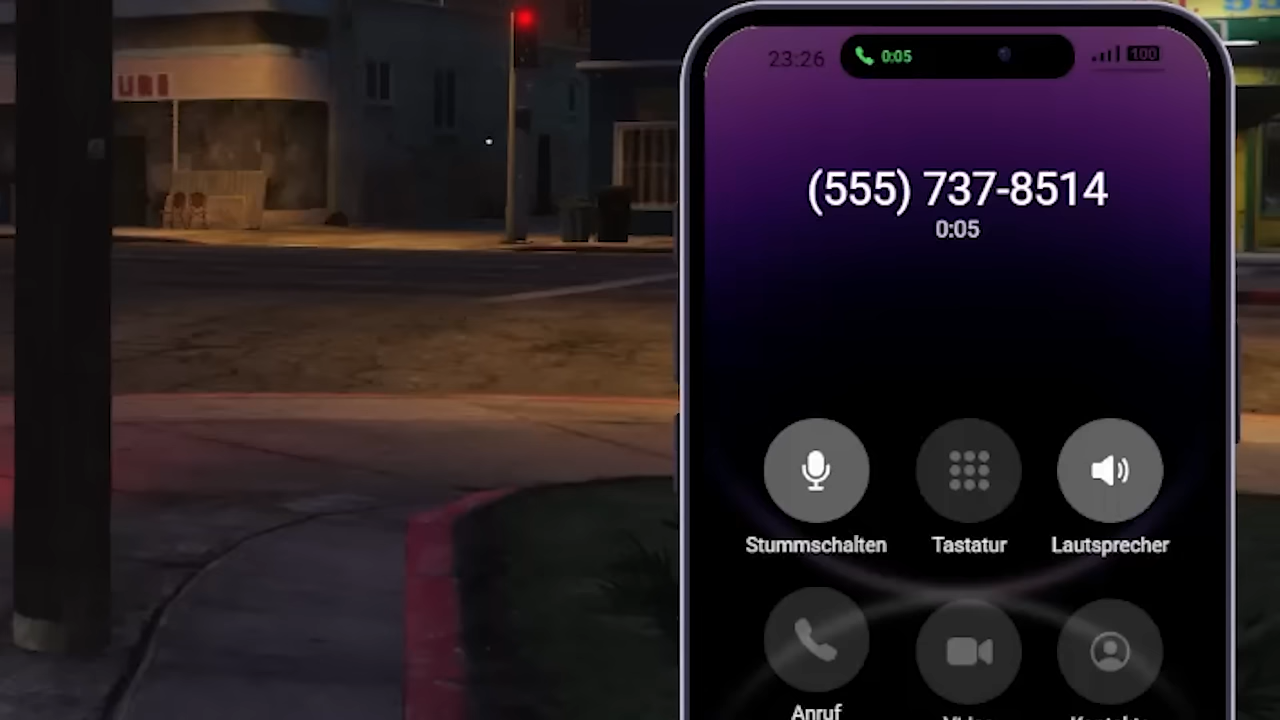 23:26
0:05
100
(555) 737-8514
0:05
Stummschalten
Tastatur
Lautsprecher
Anruf